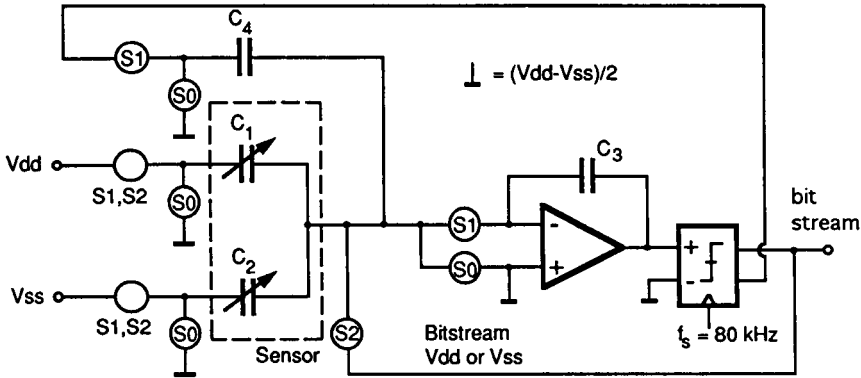 C4
S1
S0
⊥ = (Vdd-Vss)/2
C1
Vdd
S1,S2
S0
C3
bit
stream
S1
-
+
S0
+
-
C2
Vss
S1,S2
S0
Sensor
S2
Bitstream
Vdd or Vss
fs = 80 kHz